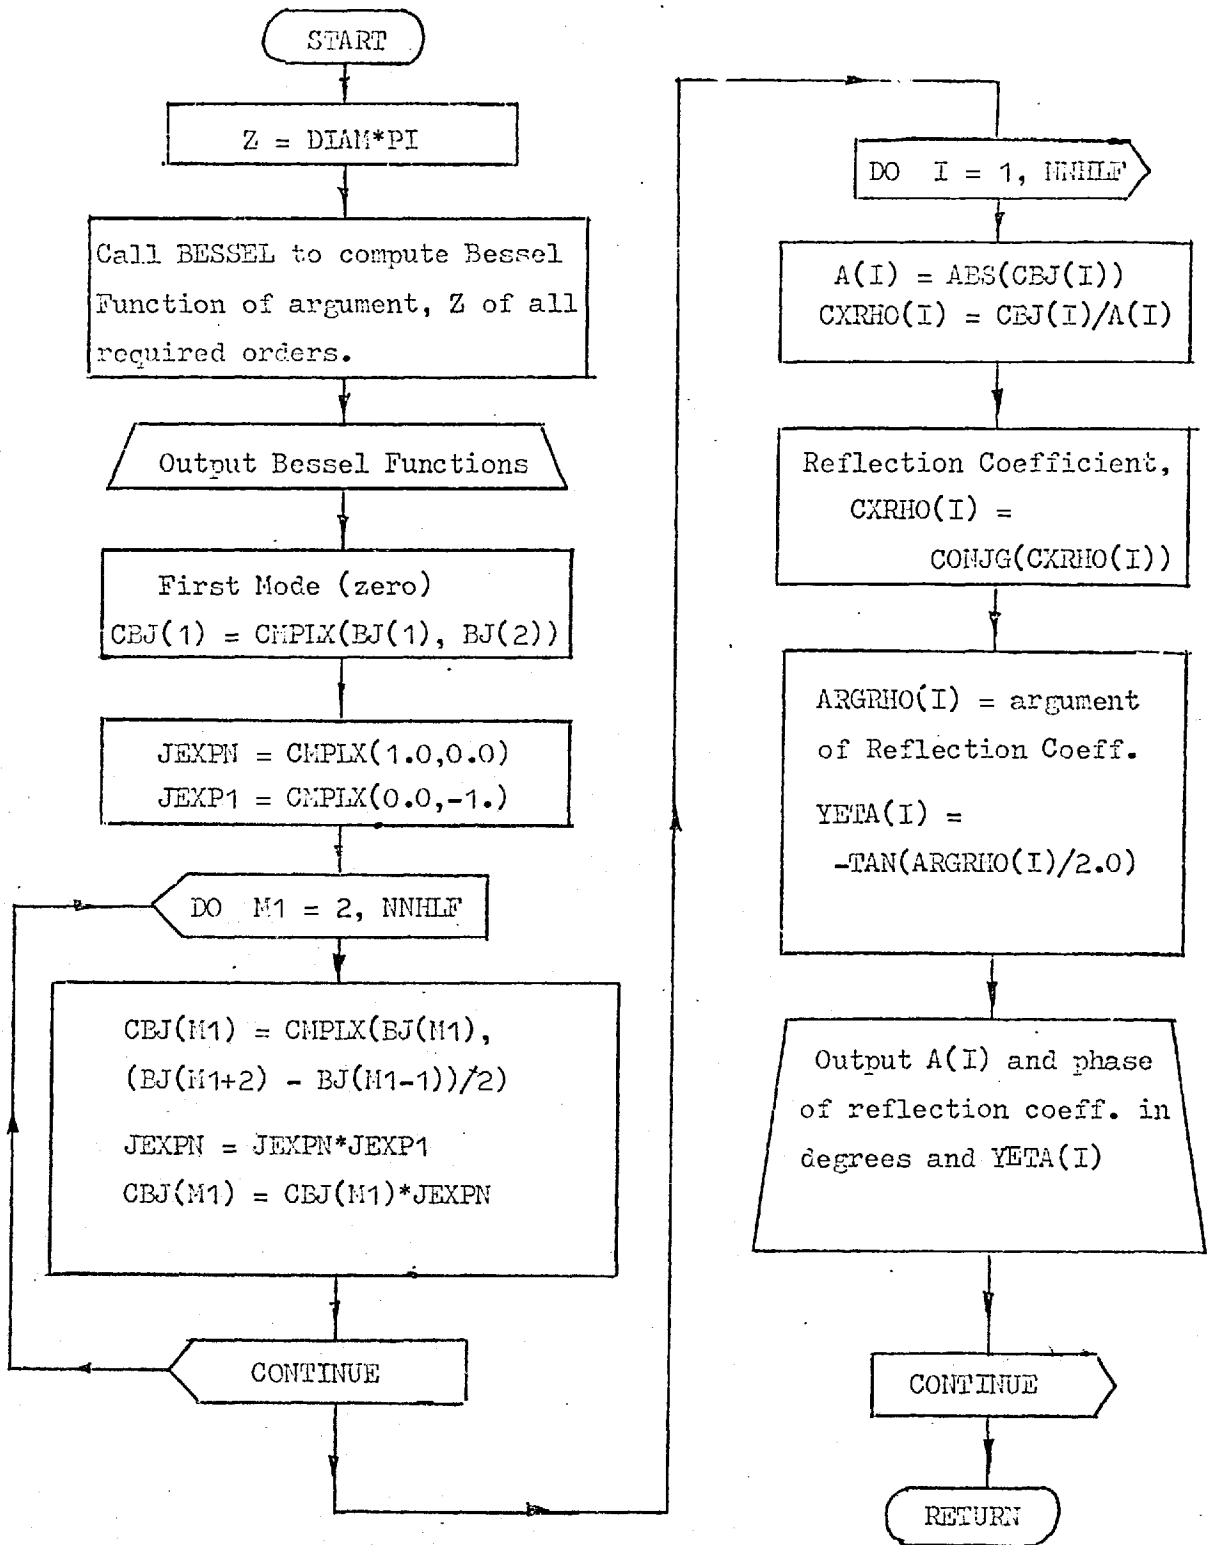 START
Z = DIAM*PI
Call BESSEL to compute Bessel
Function of argument, Z of all
required orders.
Output Bessel Functions
First Mode (zero)
CBJ(1) = CMPLX(BJ(1), BJ(2))
JEXPN = CMPLX(1.0,0.0)
JEXP1 = CMPLX(0.0,-1.)
DO M1 = 2, NNHLF
CBJ(M1) = CMPLX(BJ(M1),
(BJ(M1+2) - BJ(M1-1))/2)
JEXPN = JEXPN*JEXP1
CBJ(M1) = CBJ(M1)*JEXPN
CONTINUE
DO I = 1, NNHLF
A(I) = ABS(CBJ(I))
CXRHO(I) = CBJ(I)/A(I)
Reflection Coefficient,
CXRHO(I) =
CONJG(CXRHO(I))
ARGRHO(I) = argument
of Reflection Coeff.
YETA(I) =
-TAN(ARGRHO(I)/2.0)
Output A(I) and phase
of reflection coeff. in
degrees and YETA(I)
CONTINUE
RETURN